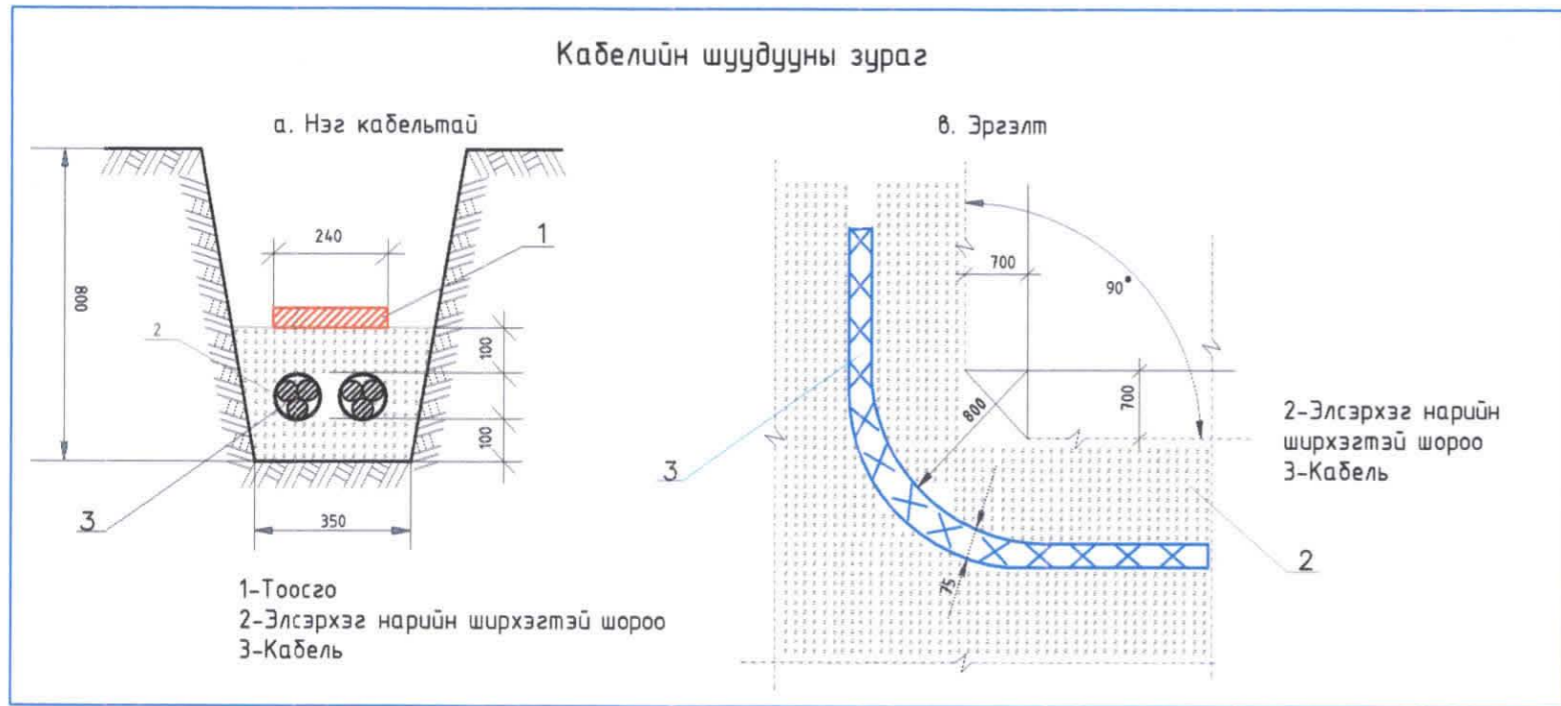 Кабелийн шуудууны зураг
а. Нэг кабельтай
240
1
800
2
100
100
3
350
1-Тоосго
2-Элсэрхэг нарийн ширхэгтэй шороо
3-Кабель
в. Эргэлт
700
90°
700
800
3
75
2
2-Элсэрхэг нарийн
ширхэгтэй шороо
3-Кабель